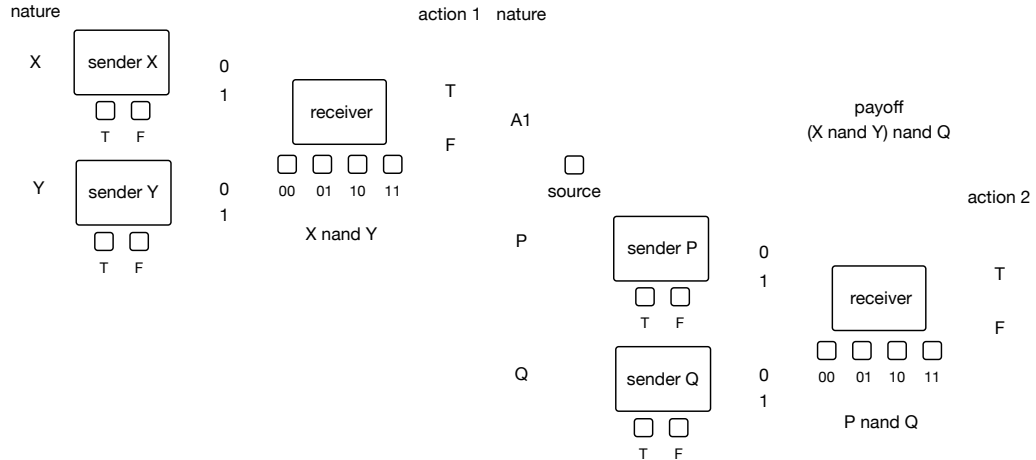 nature
action 1
nature
X
sender X
0
1
T F
receiver
00 01 10 11
X nand Y
T
F
Y
sender Y
0
1
T F
A1
source
payoff
(X nand Y) nand Q
action 2
P
sender P
0
1
T F
receiver
00 01 10 11
P nand Q
T
F
Q
sender Q
0
1
T F